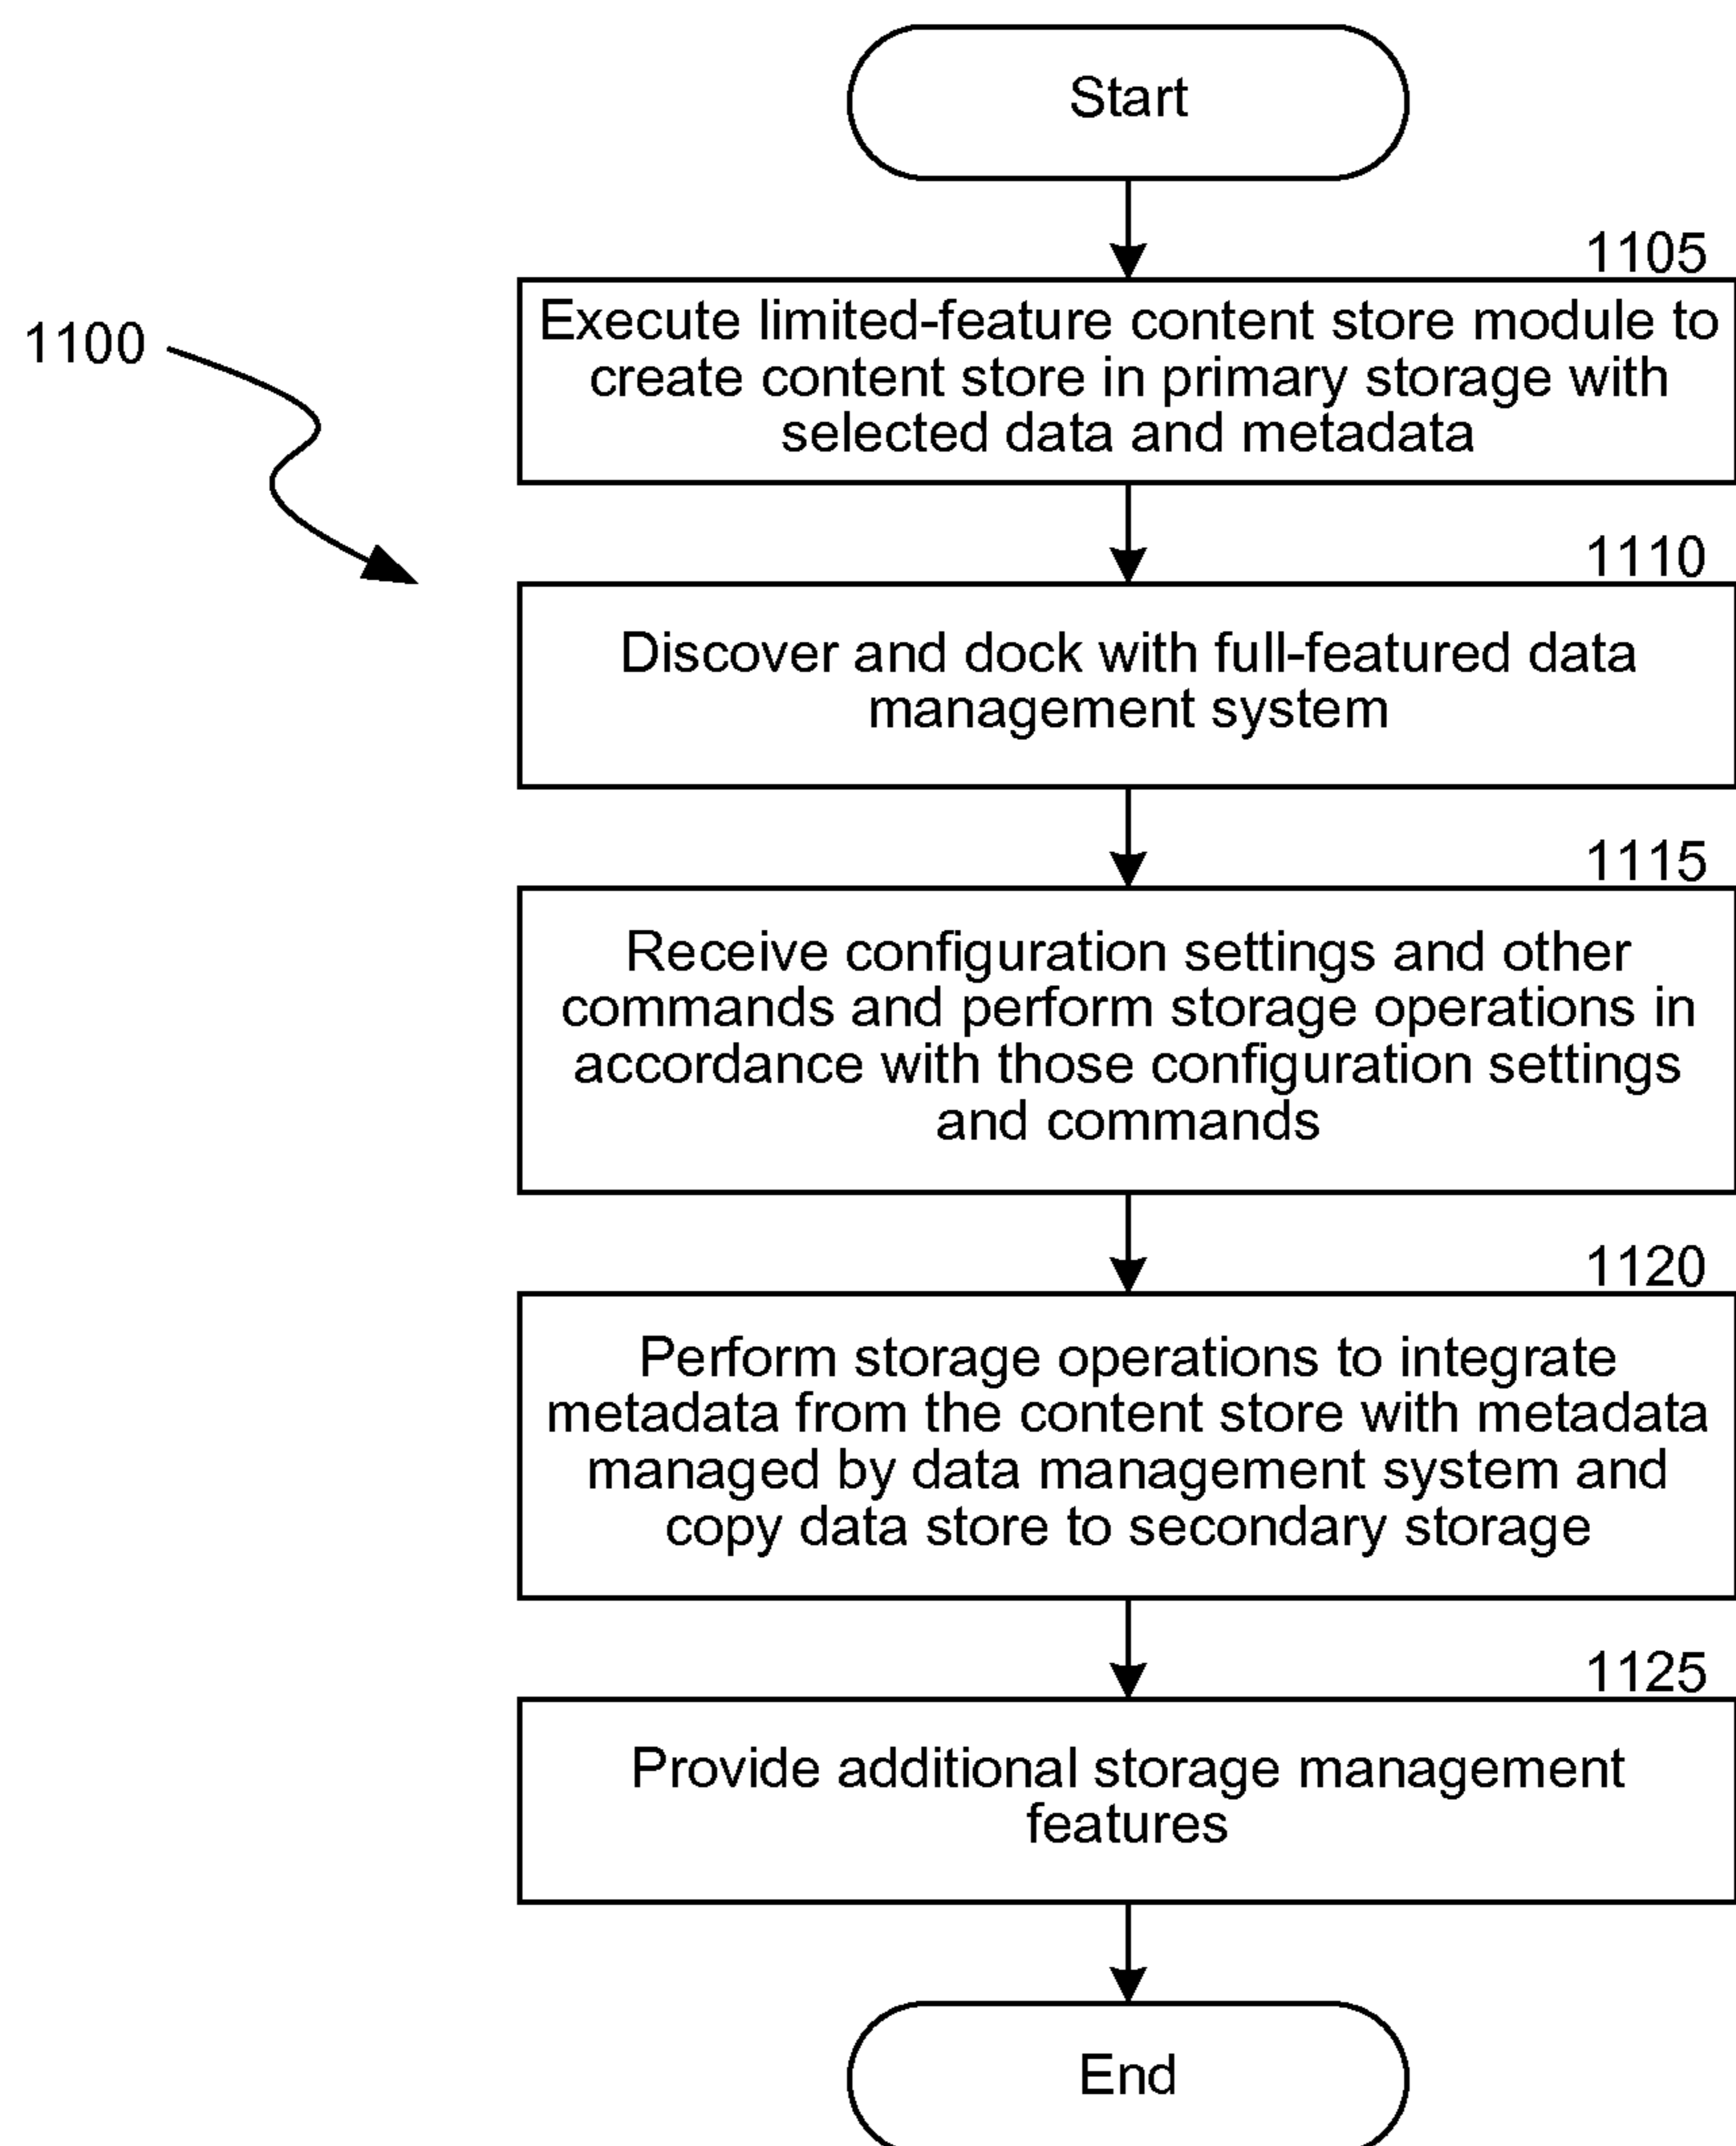 Start
1105
Execute limited-feature content store module to
create content store in primary storage with
selected data and metadata
1100
1110
Discover and dock with full-featured data
management system
1115
Receive configuration settings and other
commands and perform storage operations in
accordance with those configuration settings
and commands
1120
Perform storage operations to integrate
metadata from the content store with metadata
managed by data management system and
copy data store to secondary storage
1125
Provide additional storage management
features
End